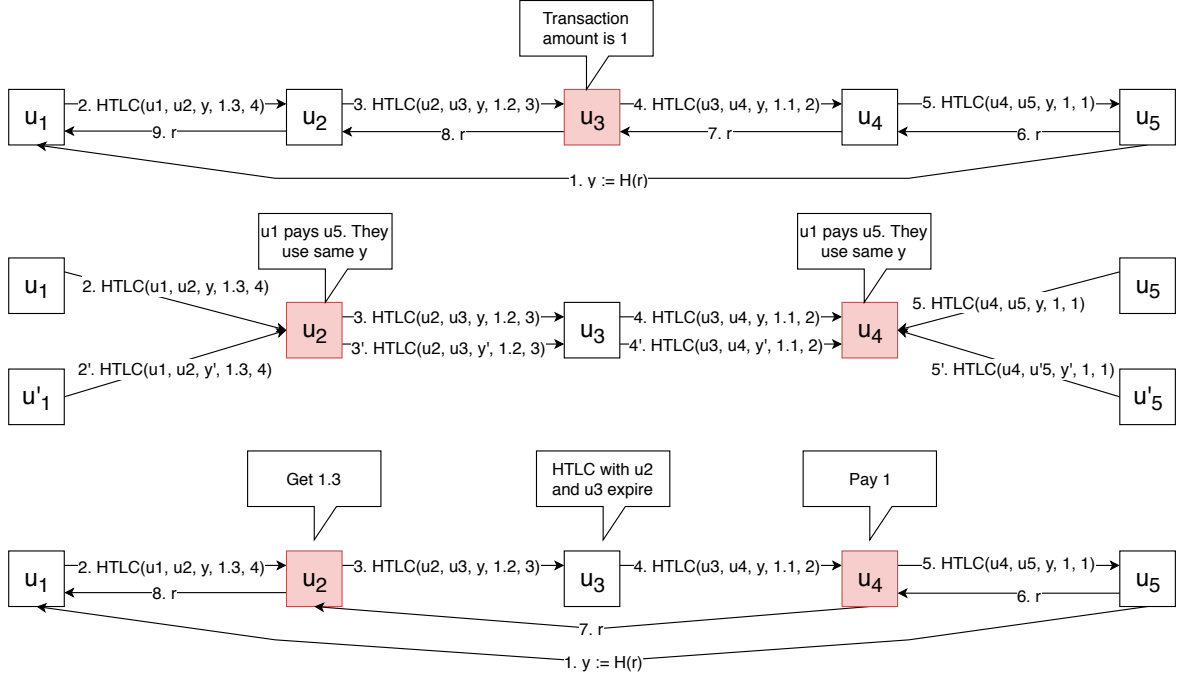 Transaction
amount is 1
u1
2. HTLC(u1, u2, y, 1.3, 4)
u2
3. HTLC(u2, u3, y, 1.2, 3)
u3
4. HTLC(u3, u4, y, 1.1, 2)
u4
5. HTLC(u4, u5, y, 1, 1)
u5
9. r
8. r
7. r
6. r
1. y := H(r)
u1 pays u5. They
use same y
u1 pays u5. They
use same y
u1
2. HTLC(u1, u2, y, 1.3, 4)
u2
3. HTLC(u2, u3, y, 1.2, 3)
3'. HTLC(u2, u3, y', 1.2, 3)
u3
4. HTLC(u3, u4, y, 1.1, 2)
4'. HTLC(u3, u4, y', 1.1, 2)
u4
5. HTLC(u4, u5, y, 1, 1)
u5
2'. HTLC(u1, u2, y', 1.3, 4)
u'1
5'. HTLC(u4, u'5, y', 1, 1)
u'5
Get 1.3
HTLC with u2
and u3 expire
Pay 1
u1
2. HTLC(u1, u2, y, 1.3, 4)
u2
3. HTLC(u2, u3, y, 1.2, 3)
u3
4. HTLC(u3, u4, y, 1.1, 2)
u4
5. HTLC(u4, u5, y, 1, 1)
u5
8. r
6. r
7. r
1. y := H(r)